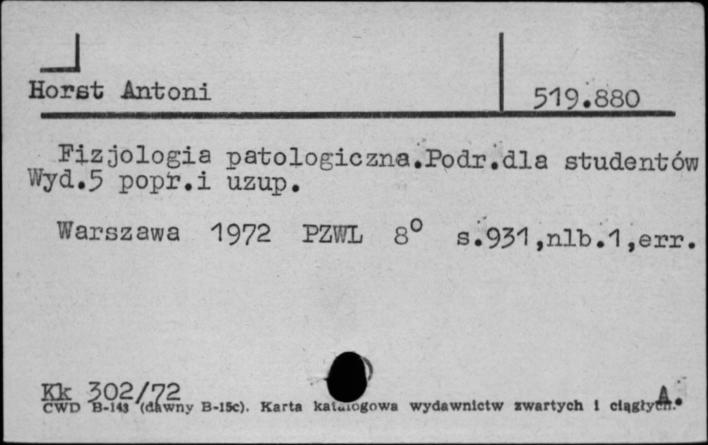 Horst Antoni
519.880
Fizjologia patologiczna.Podr.dla studentów
Wyd.5 popr.i uzup.
Warszawa 1972 PZWL 8° s.931,nlb.1,err.
Kk 302/72
A.
CWD B-143 (dawny B-15c). Karta katalogowa wydawnictw zwartych i ciągłych.